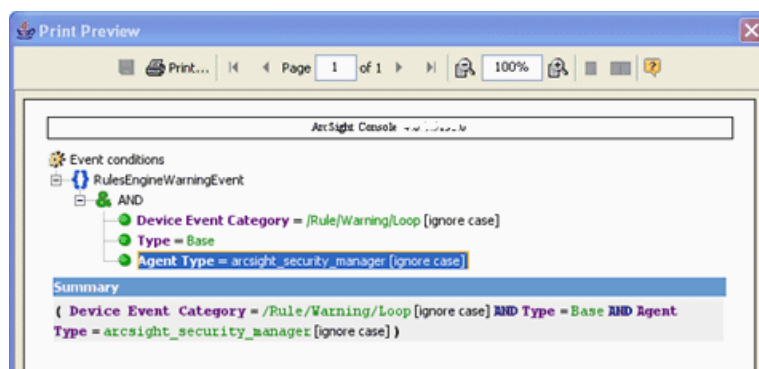 Print Preview
Print... Page 1 of 1 100%
ArcSight Console
Event conditions
RulesEngineWarningEvent
AND
Device Event Category = /Rule/Warning/Loop [ignore case]
Type = Base
Agent Type = arcsight_security_manager [ignore case]
Summary
( Device Event Category = /Rule/Warning/Loop [ignore case] AND Type = Base AND Agent
Type = arcsight_security_manager [ignore case] )